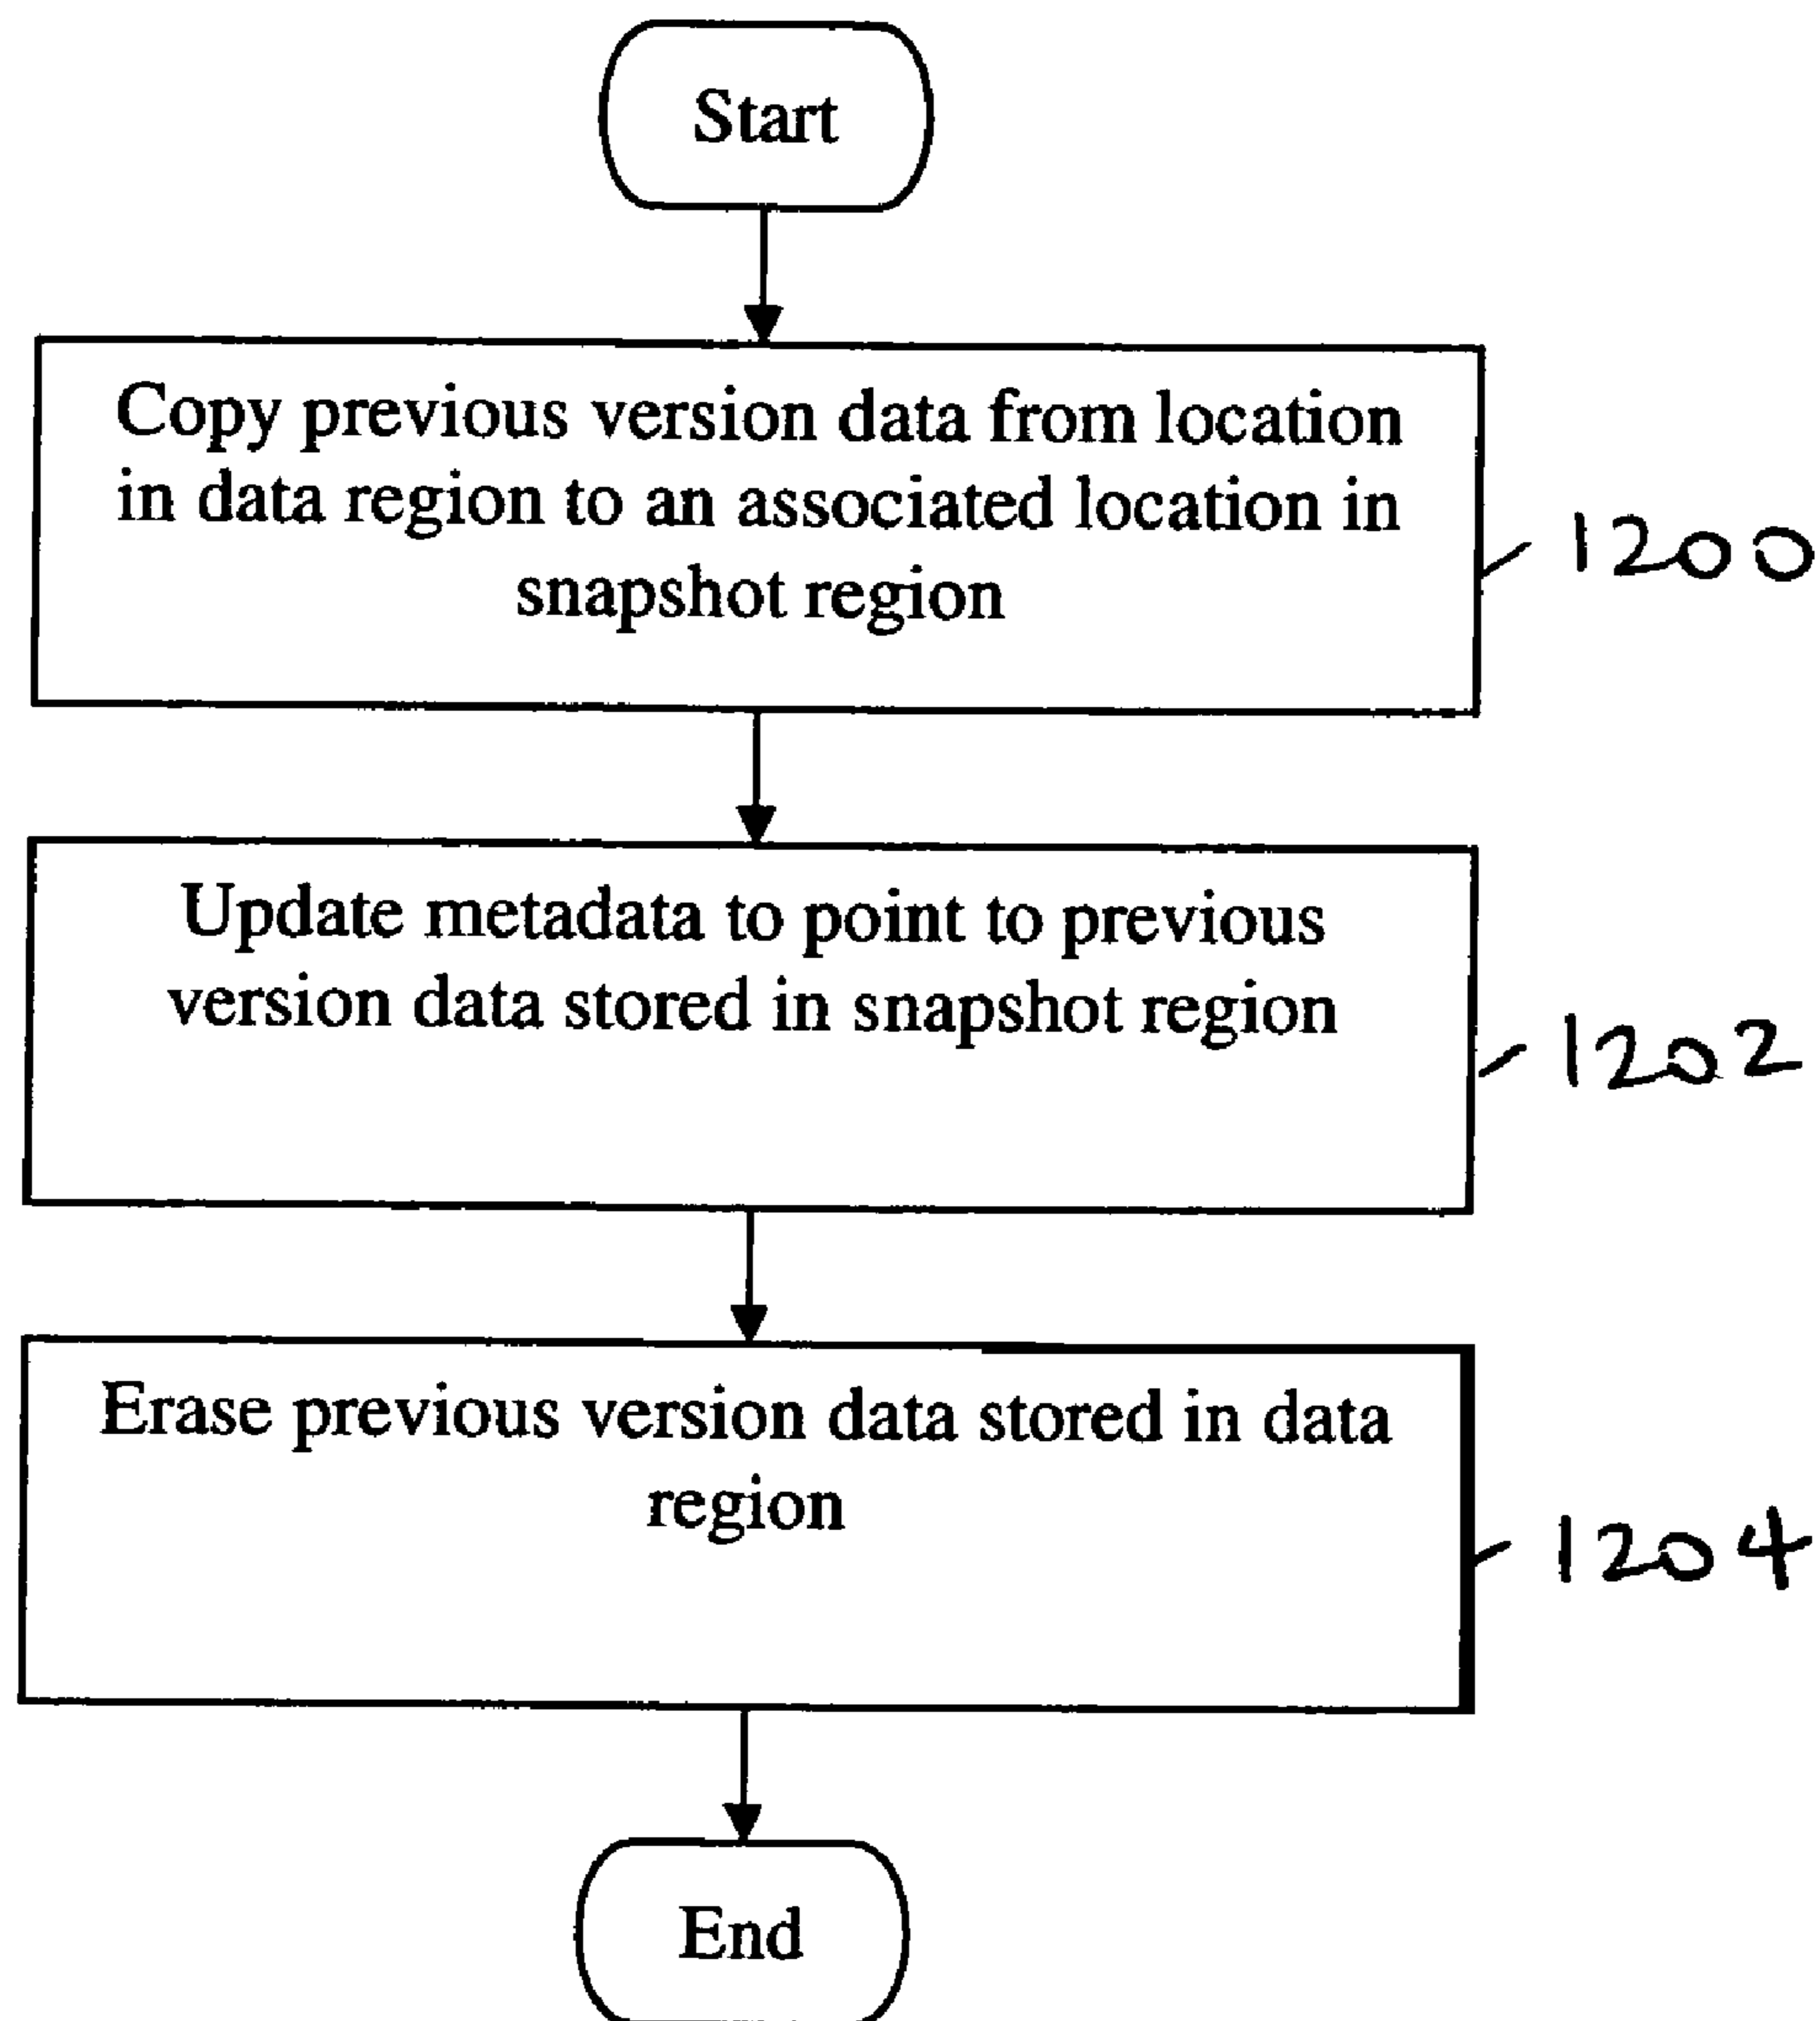 Start
Copy previous version data from location
in data region to an associated location in
snapshot region
1200
Update metadata to point to previous
version data stored in snapshot region
1202
Erase previous version data stored in data
region
1204
End